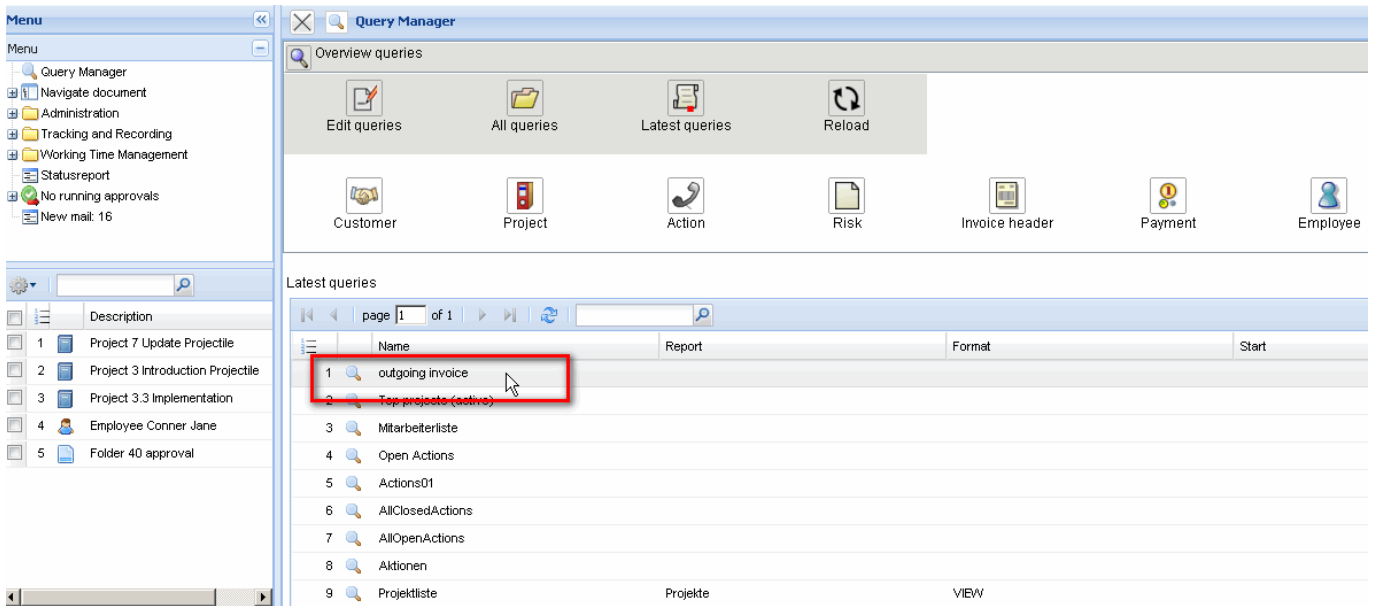 Menu
Menu
Query Manager
Navigate document
Administration
Tracking and Recording
Working Time Management
Statusreport
No running approvals
New mail: 16
Description
1 Project 7 Update Projectile
2 Project 3 Introduction Projectile
3 Project 3.3 Implementation
4 Employee Conner Jane
5 Folder 40 approval
Query Manager
Overview queries
Edit queries All queries Latest queries Reload
Customer Project Action Risk Invoice header Payment Employee
Latest queries
page 1 of 1
Name Report Format Start
1 outgoing invoice
2 Top projects (active)
3 Mitarbeiterliste
4 Open Actions
5 Actions01
6 AllClosedActions
7 AllOpenActions
8 Aktionen
9 Projektliste Projekte VIEW